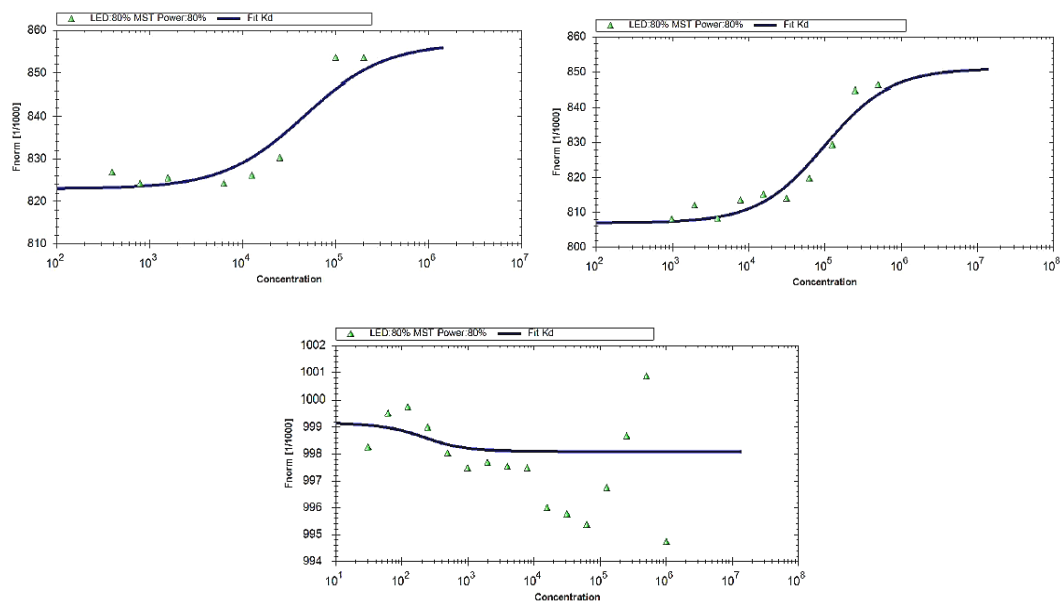 LED:80% MST Power:80% Fit Kd
860
850
840
830
820
810
Fnorm [1/1000]
10^2 10^3 10^4 10^5 10^6 10^7
Concentration
LED:80% MST Power:80% Fit Kd
860
850
840
830
820
810
800
Fnorm [1/1000]
10^2 10^3 10^4 10^5 10^6 10^7 10^8
Concentration
LED:80% MST Power:80% Fit Kd
1002
1001
1000
999
998
997
996
995
994
Fnorm [1/1000]
10^1 10^2 10^3 10^4 10^5 10^6 10^7 10^8
Concentration